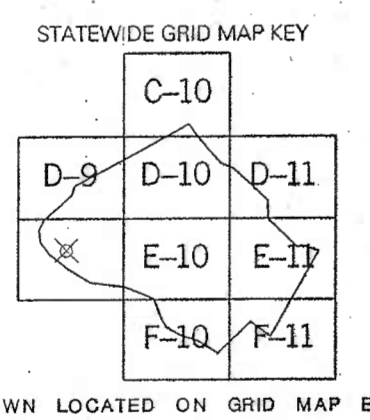 STATEWIDE GRID MAP KEY
C-10
D-9 D-10 D-11
E-10 E-11
F-10 F-11
WN LOCATED ON GRID MAP E